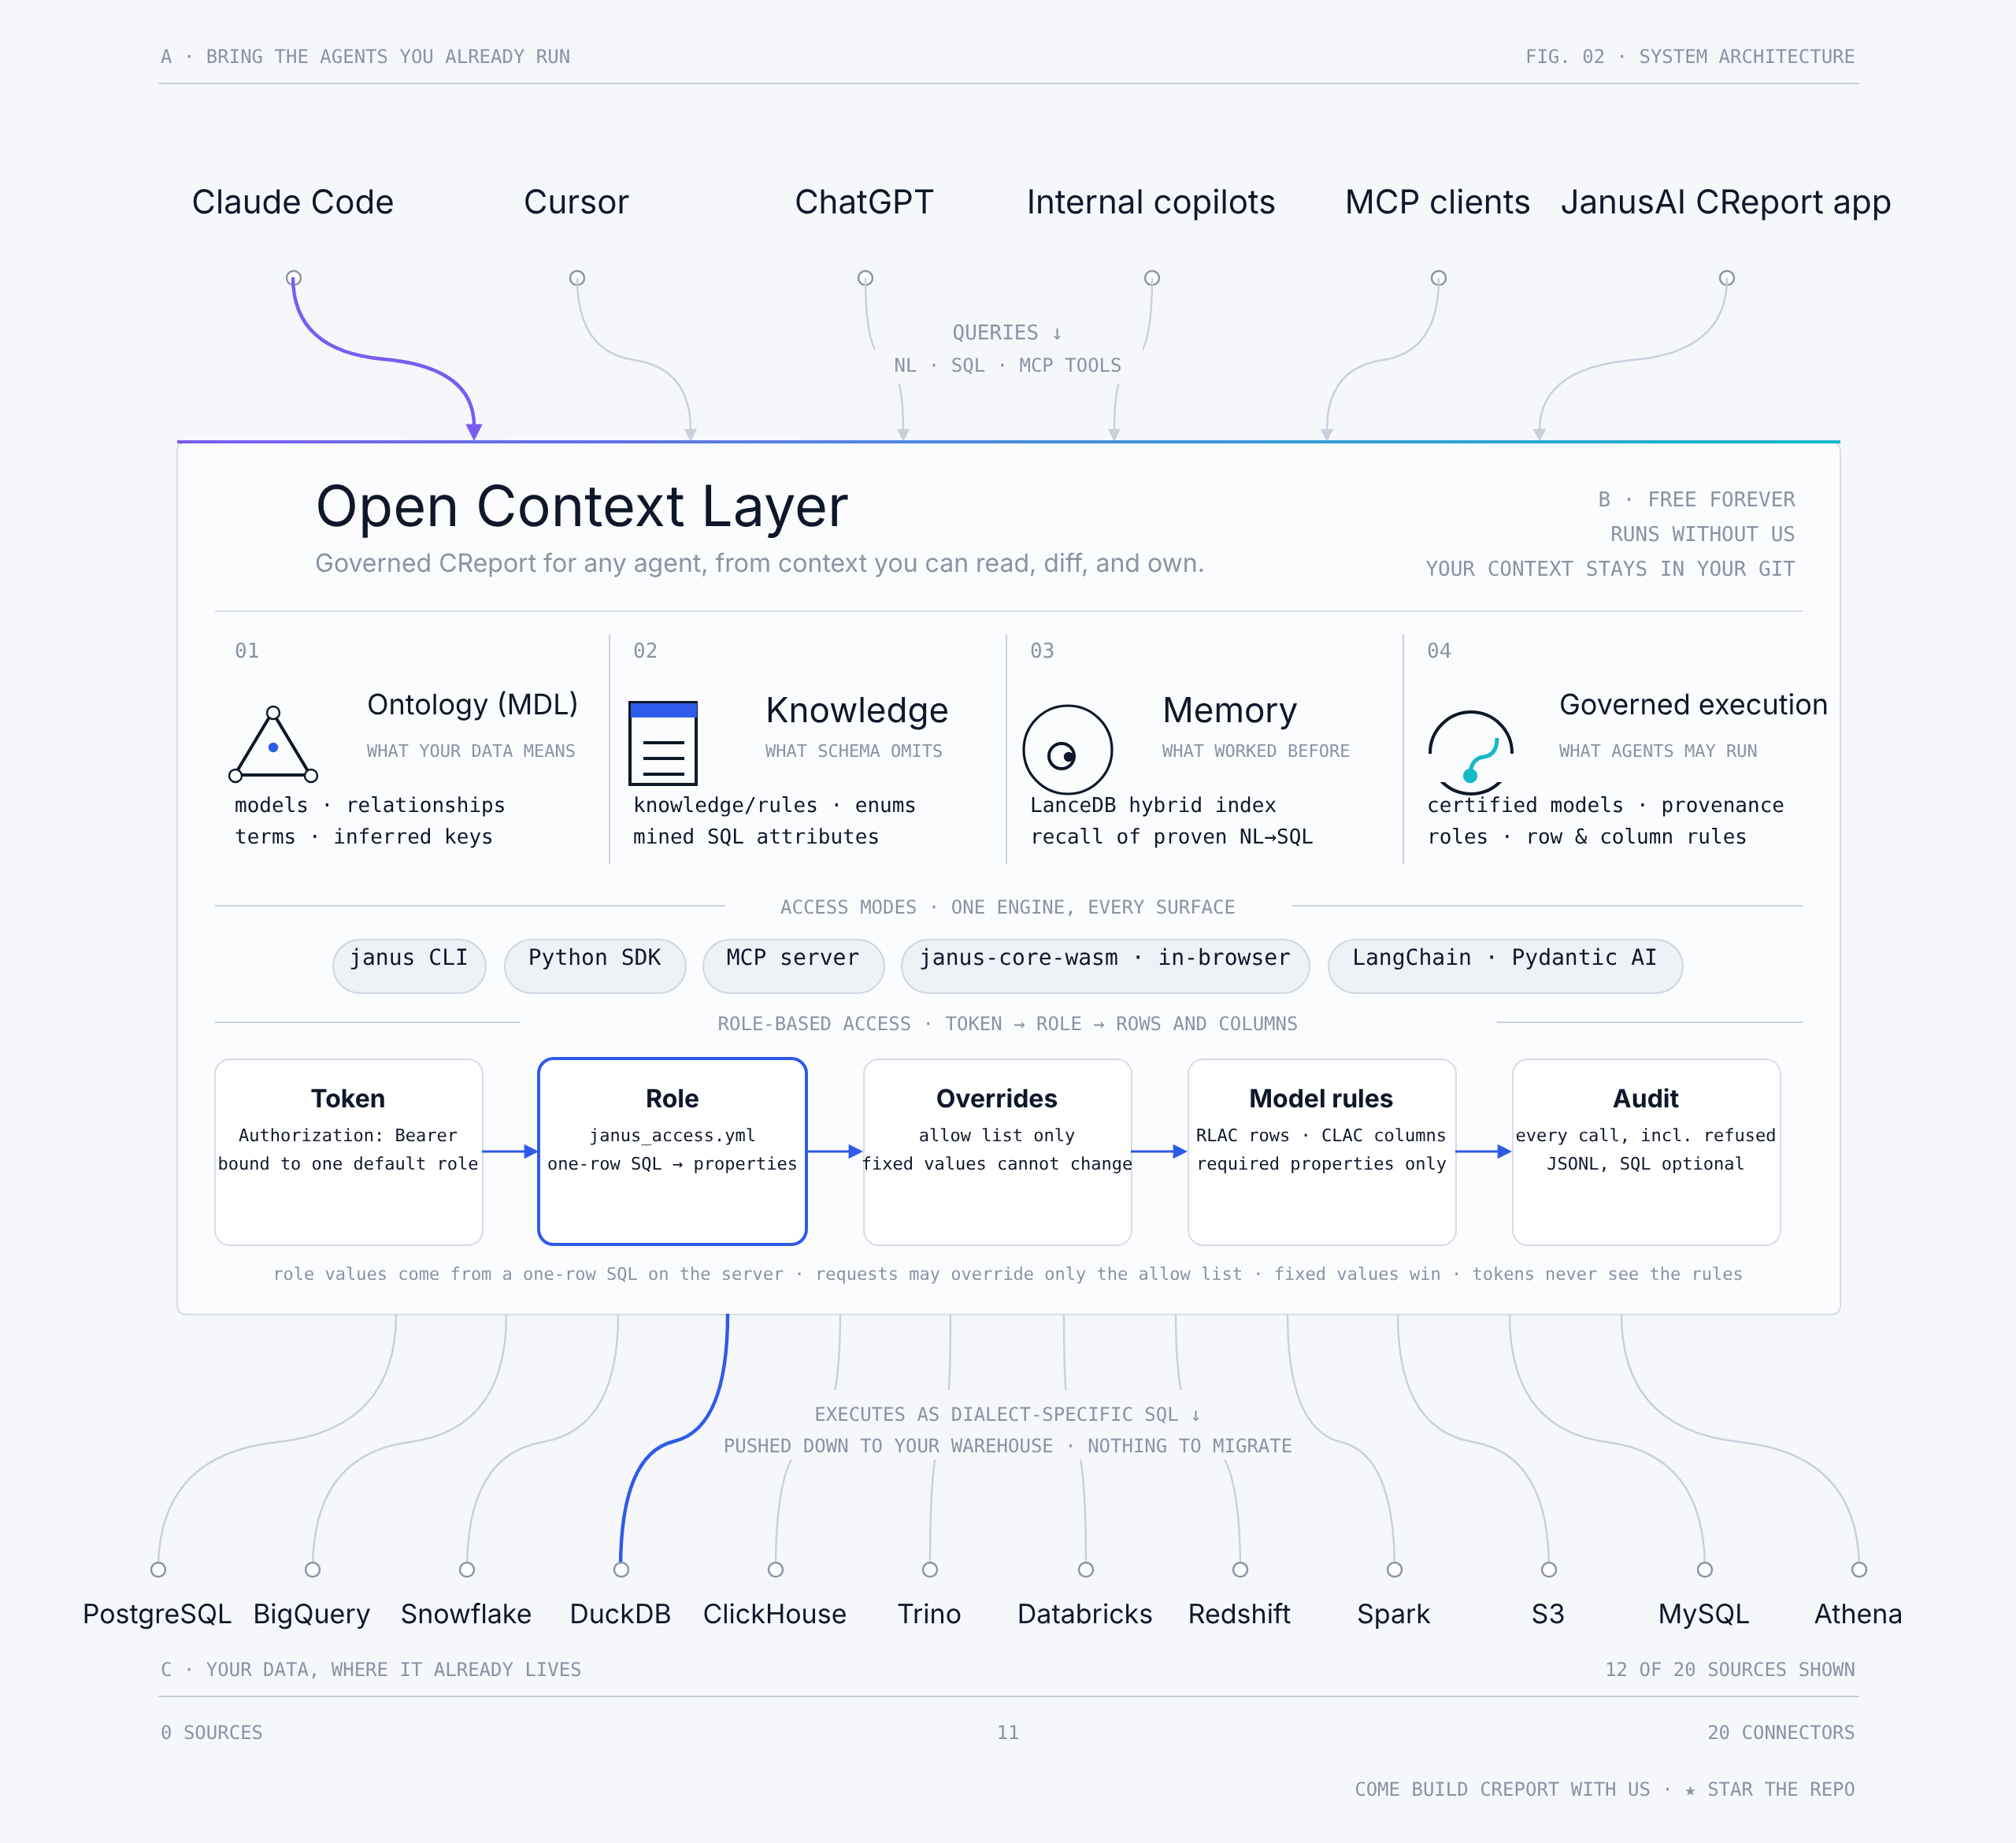 A · BRING THE AGENTS YOU ALREADY RUN
FIG. 02 · SYSTEM ARCHITECTURE
Claude Code
Cursor
ChatGPT
Internal copilots
MCP clients
JanusAI CReport app
QUERIES ↓
NL · SQL · MCP TOOLS
Open Context Layer
Governed CReport for any agent, from context you can read, diff, and own.
B · FREE FOREVER
RUNS WITHOUT US
YOUR CONTEXT STAYS IN YOUR GIT
01
Ontology (MDL)
WHAT YOUR DATA MEANS
models · relationships
terms · inferred keys
02
Knowledge
WHAT SCHEMA OMITS
knowledge/rules · enums
mined SQL attributes
03
Memory
WHAT WORKED BEFORE
LanceDB hybrid index
recall of proven NL→SQL
04
Governed execution
WHAT AGENTS MAY RUN
certified models · provenance
roles · row & column rules
ACCESS MODES · ONE ENGINE, EVERY SURFACE
janus CLI
Python SDK
MCP server
janus-core-wasm · in-browser
LangChain · Pydantic AI
ROLE-BASED ACCESS · TOKEN → ROLE → ROWS AND COLUMNS
Token
Authorization: Bearer
bound to one default role
Role
janus_access.yml
one-row SQL → properties
Overrides
allow list only
fixed values cannot change
Model rules
RLAC rows · CLAC columns
required properties only
Audit
every call, incl. refused
JSONL, SQL optional
role values come from a one-row SQL on the server · requests may override only the allow list · fixed values win · tokens never see the rules
EXECUTES AS DIALECT-SPECIFIC SQL ↓
PUSHED DOWN TO YOUR WAREHOUSE · NOTHING TO MIGRATE
PostgreSQL
BigQuery
Snowflake
DuckDB
ClickHouse
Trino
Databricks
Redshift
Spark
S3
MySQL
Athena
C · YOUR DATA, WHERE IT ALREADY LIVES
12 OF 20 SOURCES SHOWN
0 SOURCES
11
20 CONNECTORS
COME BUILD CREPORT WITH US · ★ STAR THE REPO